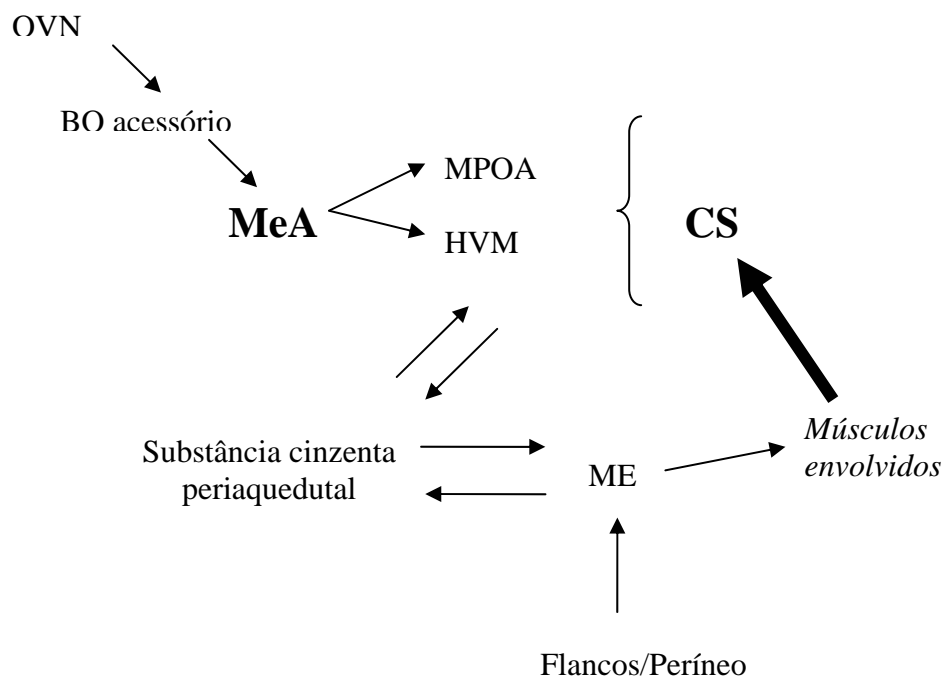 OVN
BO acessório
MPOA
MeA
CS
HVM
Substância cinzenta
periaquedutal
ME
Músculos
envolvidos
Flancos/Períneo